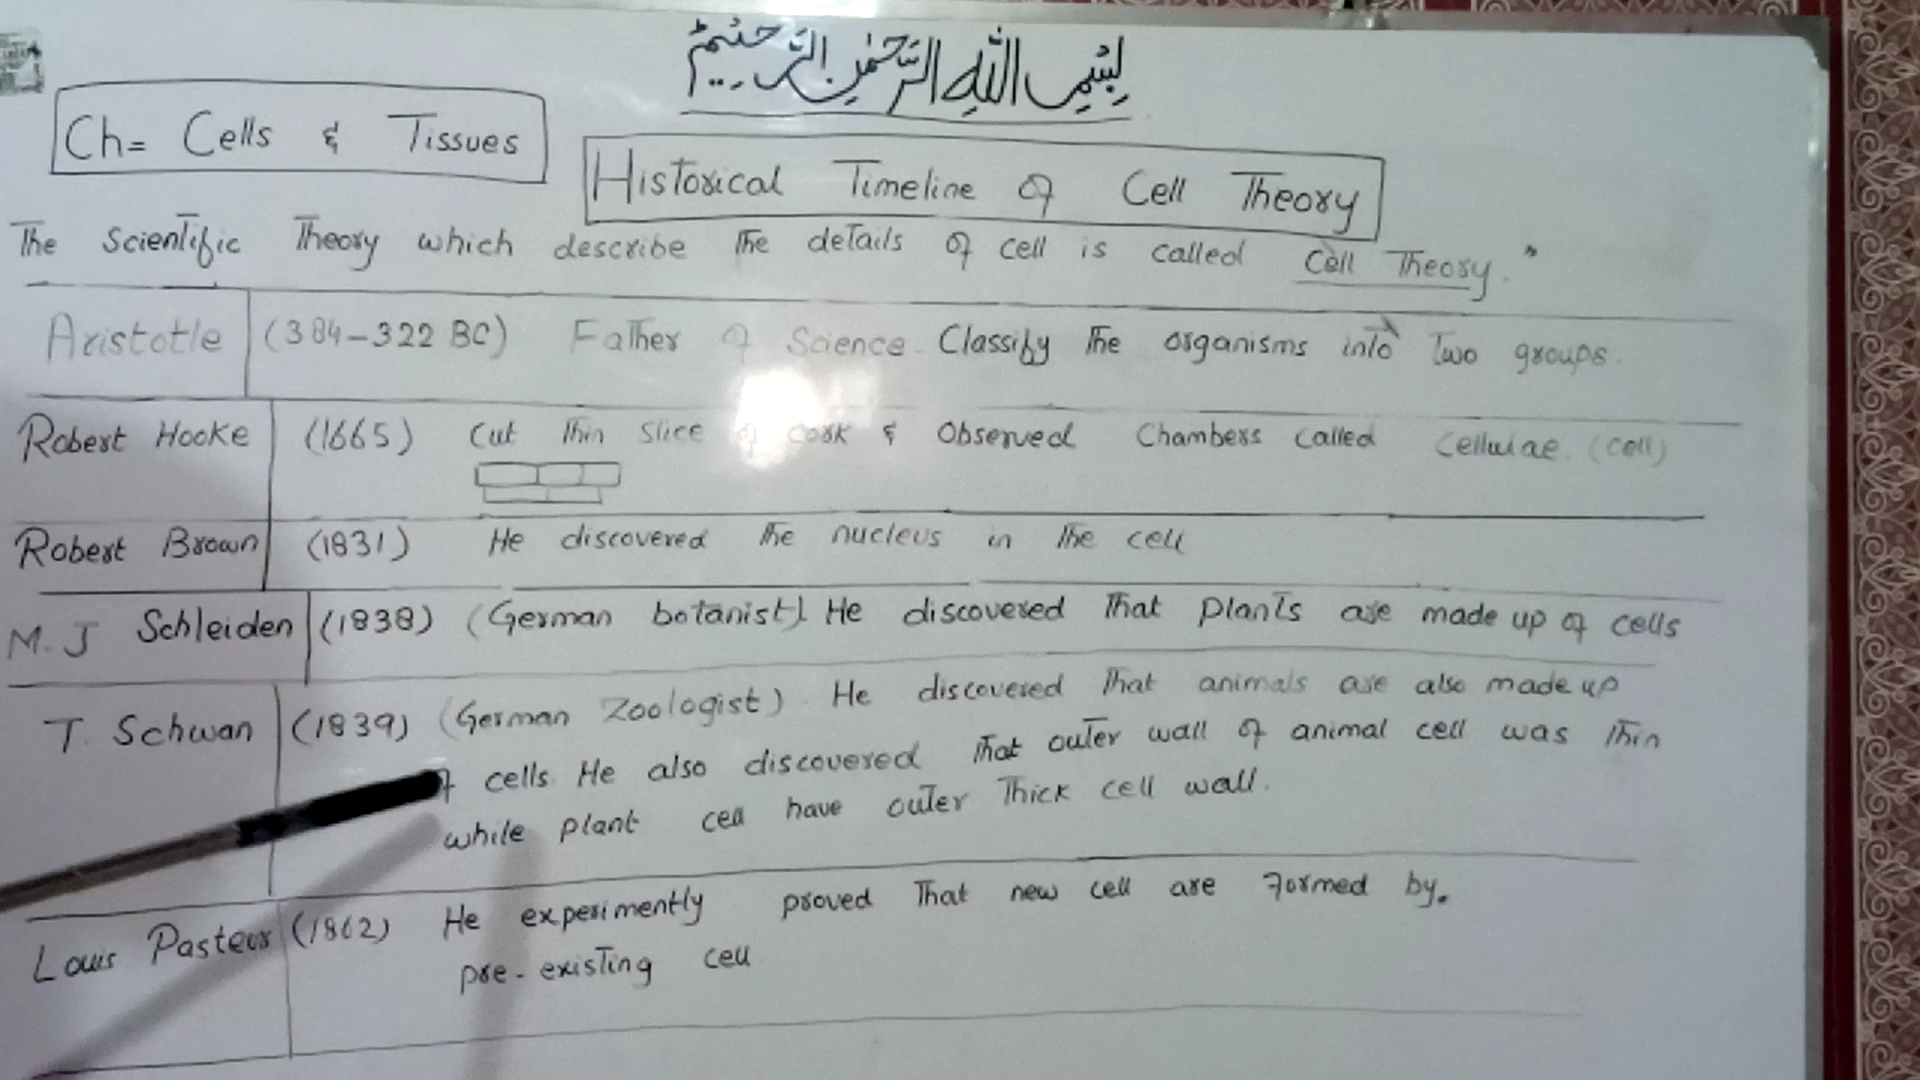 بِسْمِ اللهِ الرَّحْمٰنِ الرَّحِيْمِ
Ch= Cells & Tissues
Historical Timeline Of Cell Theory
The Scientific Theory which describe the details of cell is called Cell Theory."
Aristotle (384-322 BC) Father of Science. Classify the organisms into two groups.
Robert Hooke (1665) Cut thin slice of cork & Observed Chambers called cellulae. (cell)
Robert Brown (1831) He discovered the nucleus in the cell
M.J Schleiden (1838) (German botanist). He discovered that plants are made up of cells
T. Schwan (1839) (German Zoologist). He discovered that animals are also made up
of cells. He also discovered that outer wall of animal cell was thin
while plant cell have outer thick cell wall.
Louis Pasteur (1862) He experimently proved that new cell are formed by.
pre-existing cell